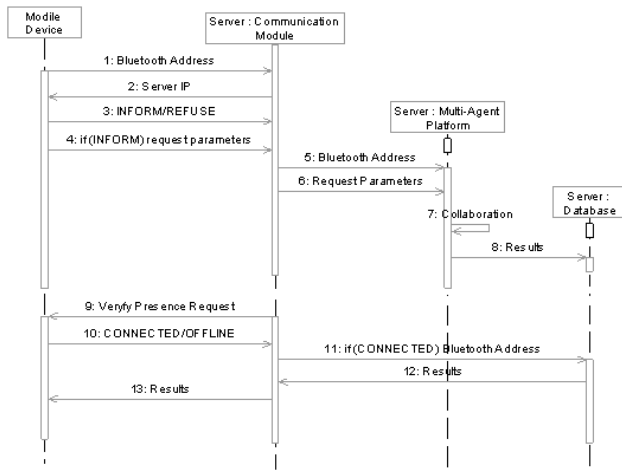 Modile
Device
Server : Communication
Module
1: Bluetooth Address
2: Server IP
3: INFORM/REFUSE
4: if(INFORM) request parameters
Server : Multi-Agent
Platform
5: Bluetooth Address
6: Request Parameters
Server :
Database
7: Collaboration
8: Results
9: Veryfy Presence Request
10: CONNECTED/OFFLINE
11: if(CONNECTED) Bluetooth Address
12: Results
13: Results